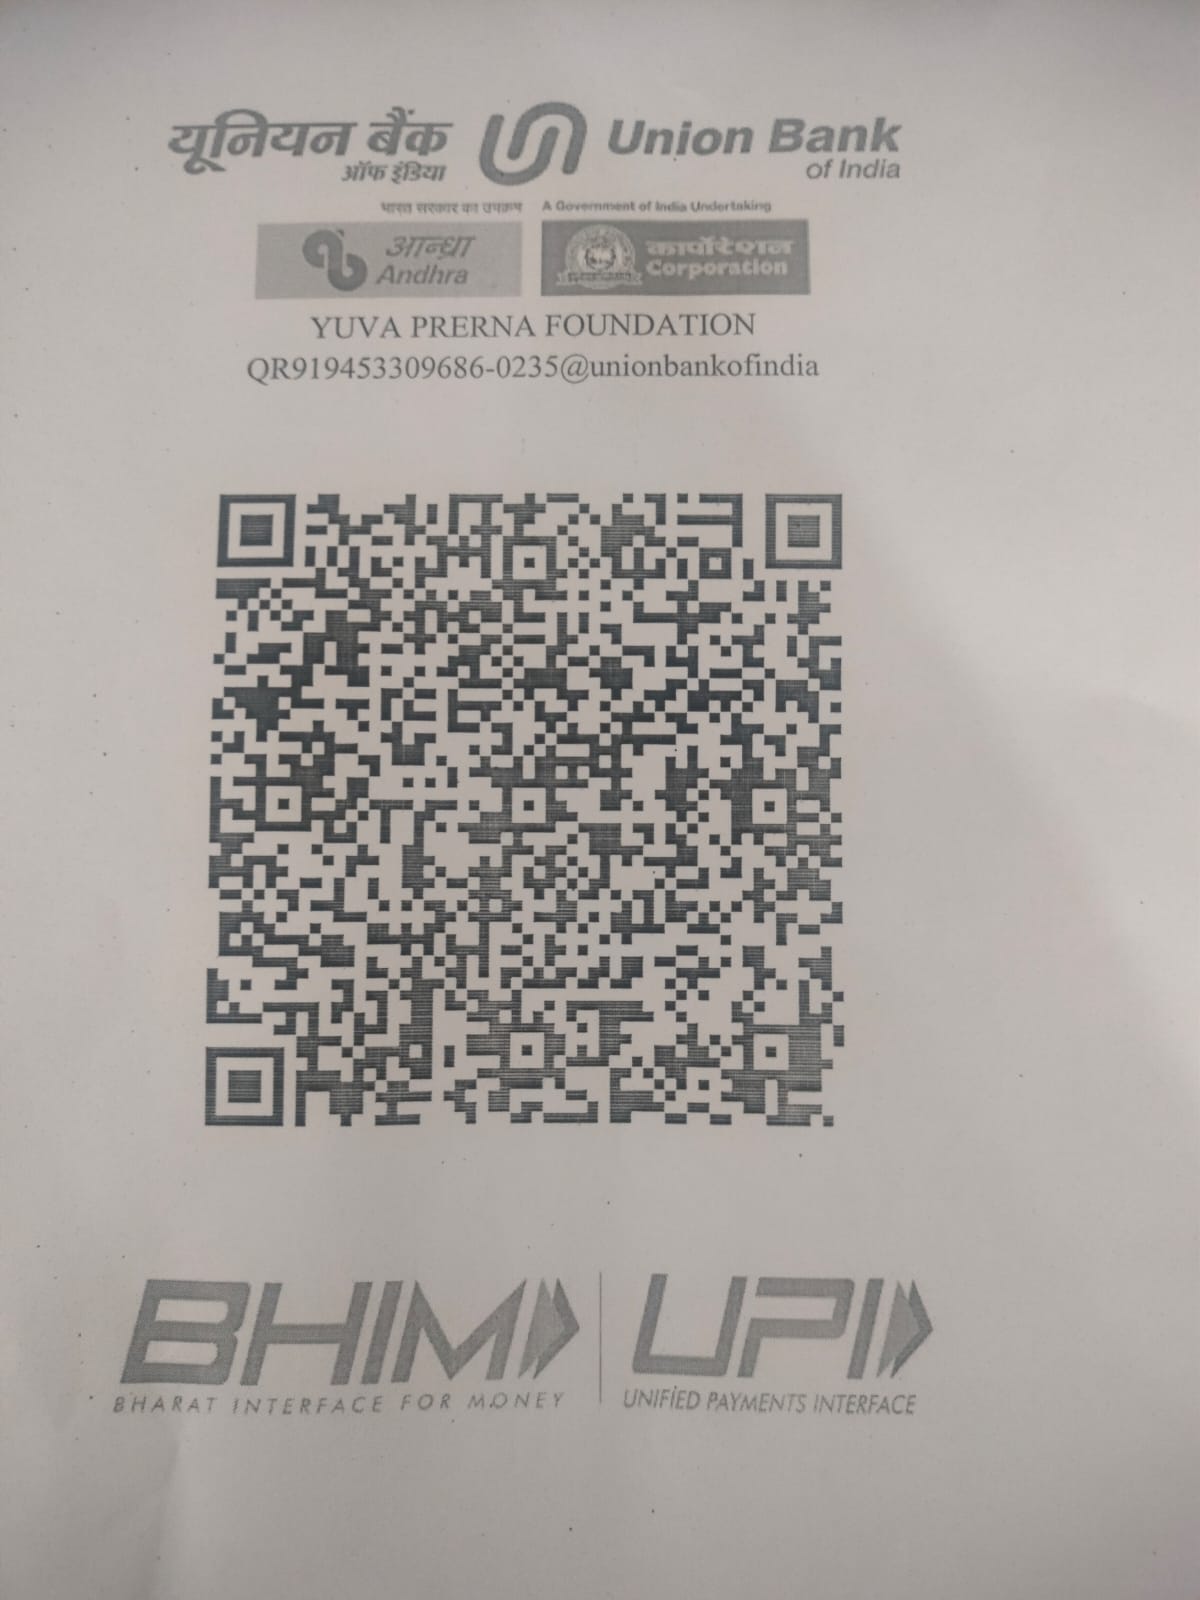 यूनियन बैंक Union Bank
ऑफ इंडिया of India
भारत सरकार का उपक्रम A Government of India Undertaking
आन्ध्रा कार्पोरेशन
Andhra Corporation
YUVA PRERNA FOUNDATION
QR919453309686-0235@unionbankofindia
BHIM UPI
BHARAT INTERFACE FOR MONEY UNIFIED PAYMENTS INTERFACE